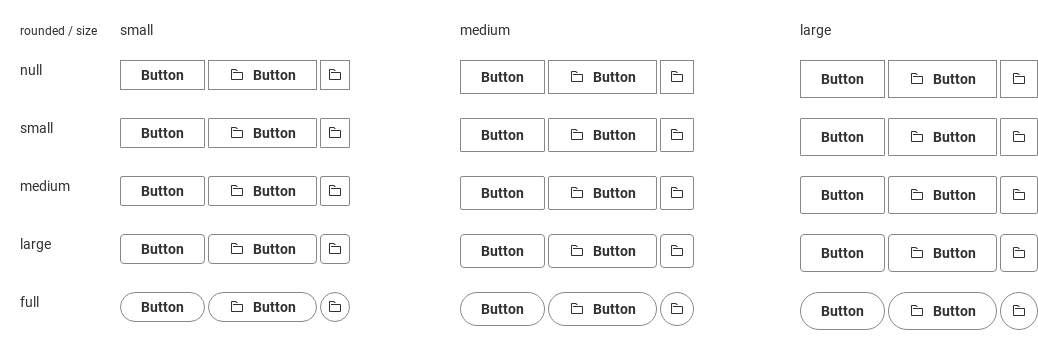 rounded / size small medium large
null Button Button Button Button Button Button
small Button Button Button Button Button Button
medium Button Button Button Button Button Button
large Button Button Button Button Button Button
full Button Button Button Button Button Button